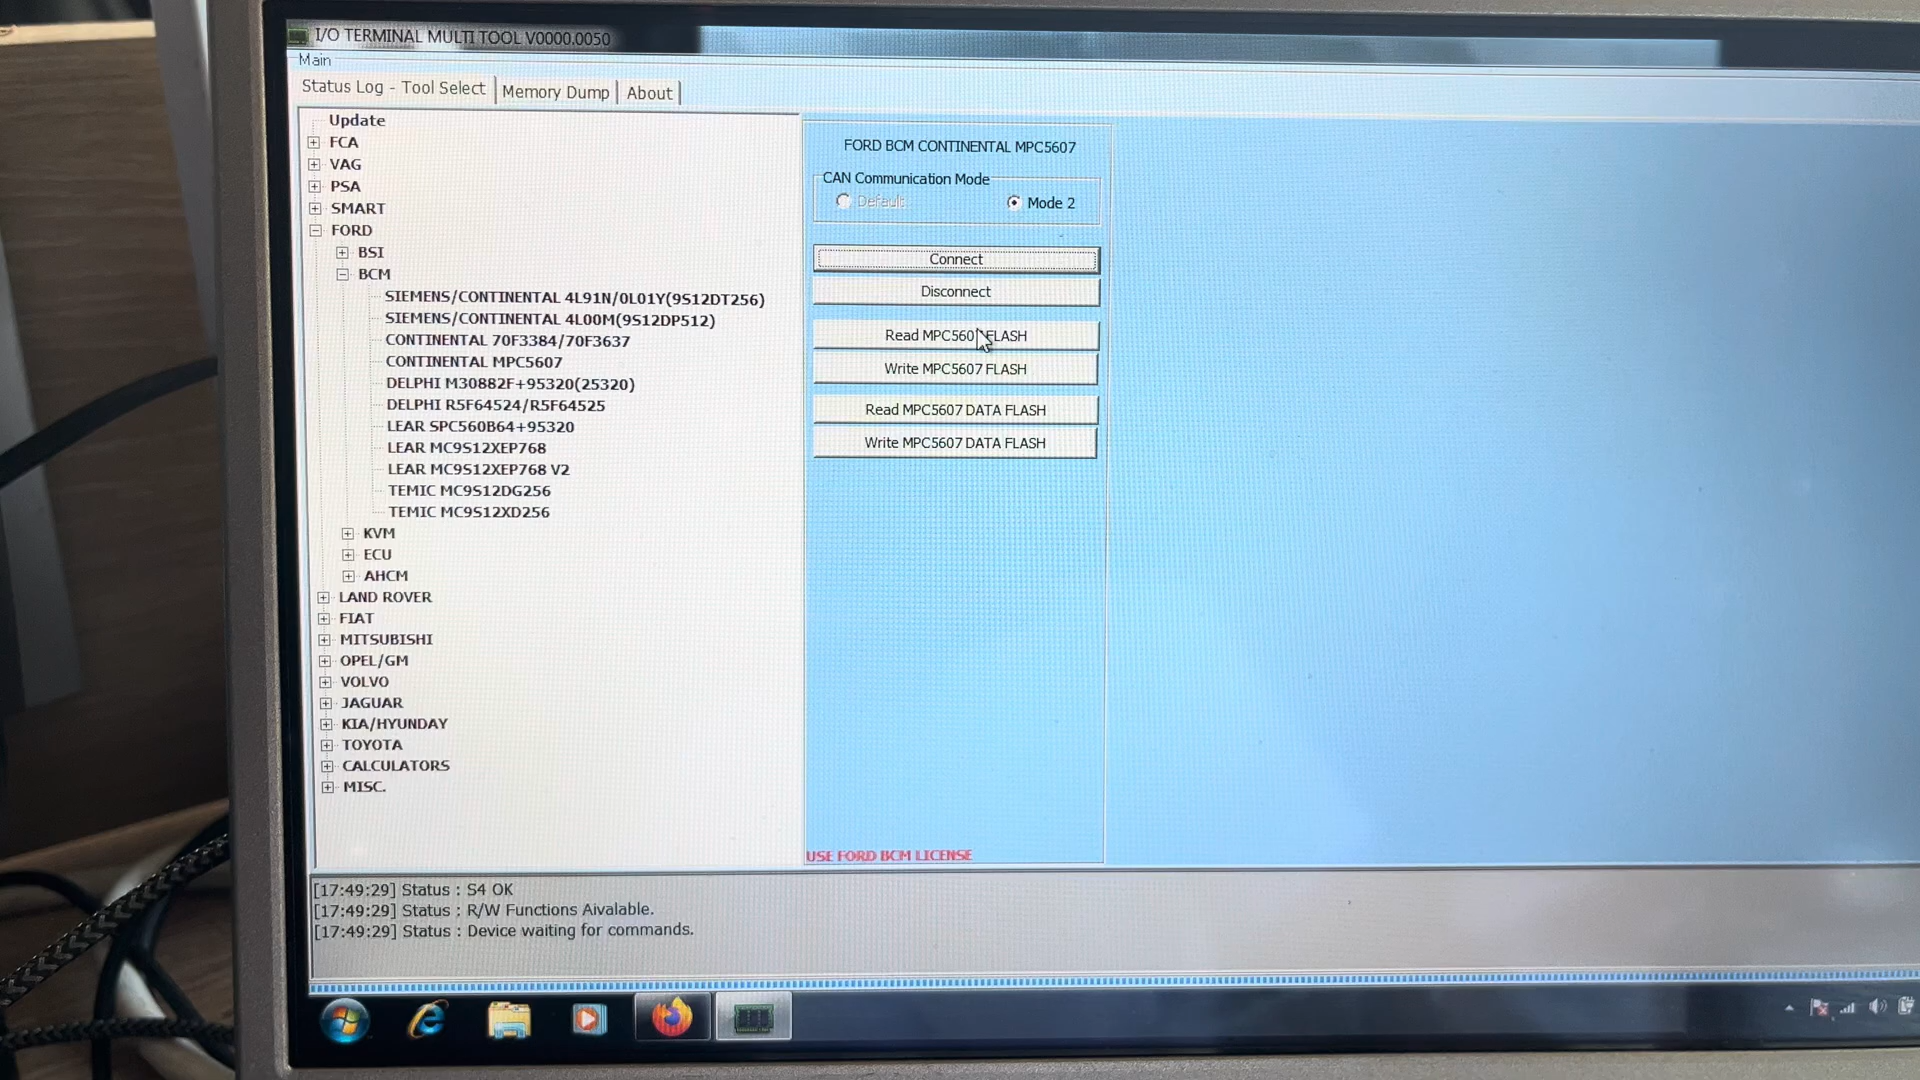 I/O TERMINAL MULTI TOOL V0000.0050
Main
Status Log - Tool Select
Memory Dump
About
Update
FCA
VAG
PSA
SMART
FORD
BSI
BCM
SIEMENS/CONTINENTAL 4L91N/0L01Y(9S12DT256)
SIEMENS/CONTINENTAL 4L00M(9S12DP512)
CONTINENTAL 70F3384/70F3637
CONTINENTAL MPC5607
DELPHI M30882F+95320(25320)
DELPHI R5F64524/R5F64525
LEAR SPC560B64+95320
LEAR MC9S12XEP768
LEAR MC9S12XEP768 V2
TEMIC MC9S12DG256
TEMIC MC9S12XD256
KVM
ECU
AHCM
LAND ROVER
FIAT
MITSUBISHI
OPEL/GM
VOLVO
JAGUAR
KIA/HYUNDAY
TOYOTA
CALCULATORS
MISC.
FORD BCM CONTINENTAL MPC5607
CAN Communication Mode
Default
Mode 2
Connect
Disconnect
Read MPC5607 FLASH
Write MPC5607 FLASH
Read MPC5607 DATA FLASH
Write MPC5607 DATA FLASH
USE FORD BCM LICENSE
[17:49:29] Status : S4 OK
[17:49:29] Status : R/W Functions Aivalable.
[17:49:29] Status : Device waiting for commands.